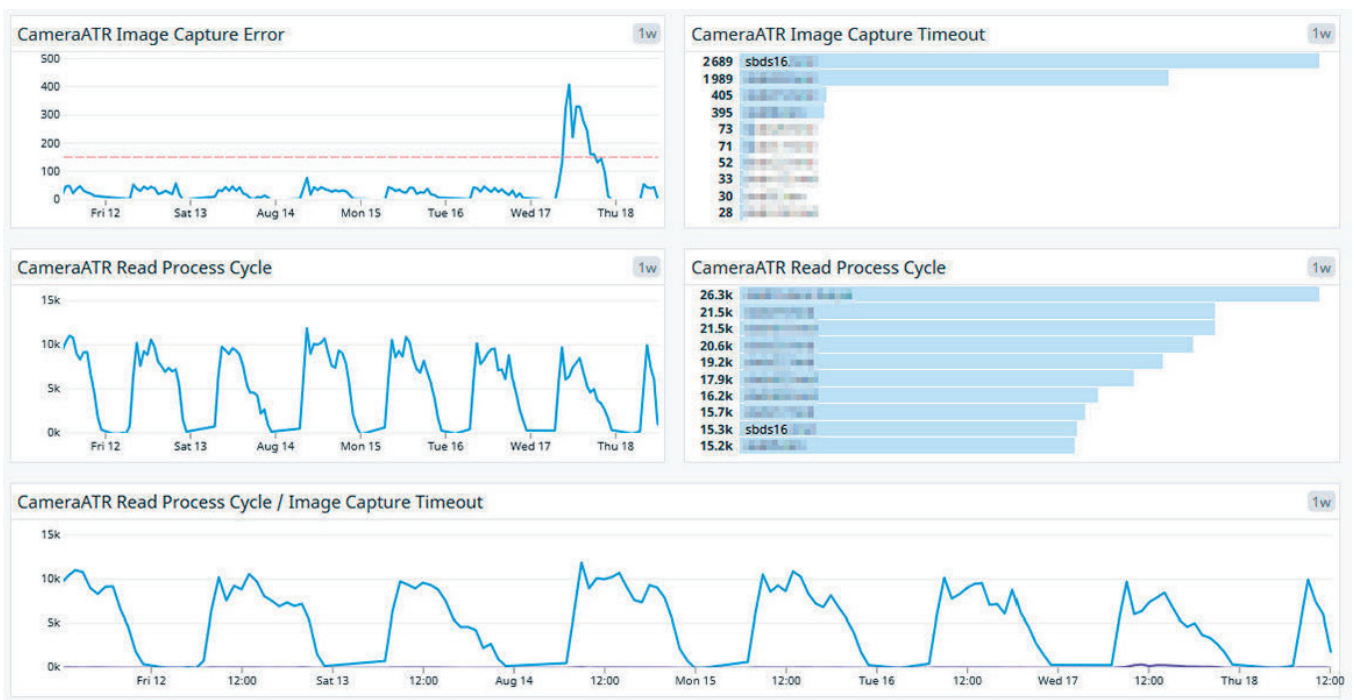 CameraATR Image Capture Error 1w
500
400
300
200
100
0
Fri 12 Sat 13 Aug 14 Mon 15 Tue 16 Wed 17 Thu 18
CameraATR Image Capture Timeout 1w
2689 sbds16.
1989
405
395
73
71
52
33
30
28
CameraATR Read Process Cycle 1w
15k
10k
5k
0k
Fri 12 Sat 13 Aug 14 Mon 15 Tue 16 Wed 17 Thu 18
CameraATR Read Process Cycle 1w
26.3k
21.5k
21.5k
20.6k
19.2k
17.9k
16.2k
15.7k
15.3k sbds16
15.2k
CameraATR Read Process Cycle / Image Capture Timeout 1w
15k
10k
5k
0k
Fri 12 12:00 Sat 13 12:00 Aug 14 12:00 Mon 15 12:00 Tue 16 12:00 Wed 17 12:00 Thu 18 12:00